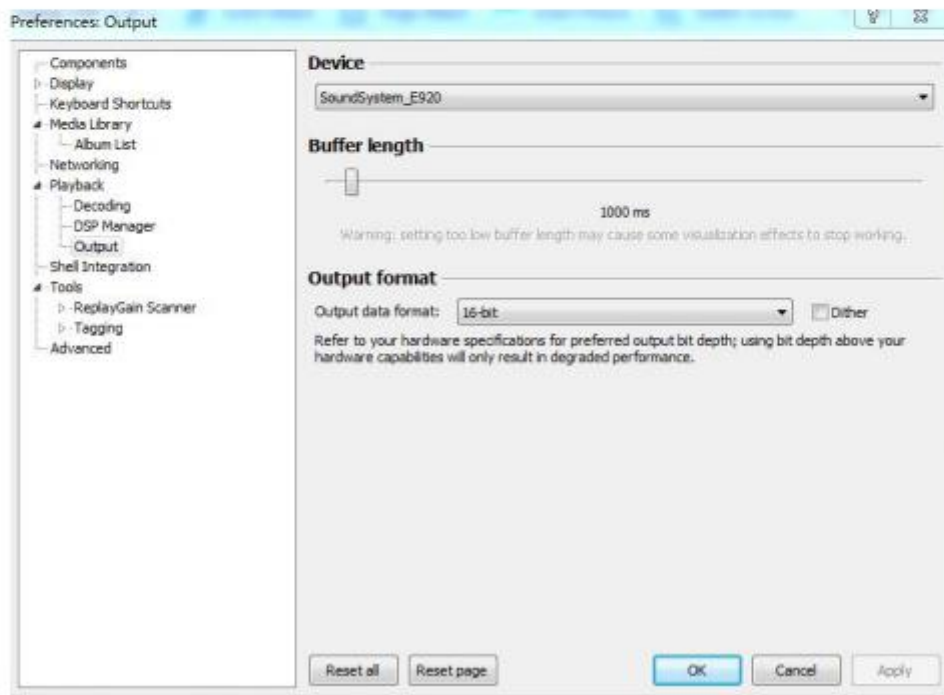 Preferences: Output
Components
Display
Keyboard Shortcuts
Media Library
Album List
Networking
Playback
Decoding
DSP Manager
Output
Shell Integration
Tools
ReplayGain Scanner
Tagging
Advanced
Device
SoundSystem_E920
Buffer length
1000 ms
Warning: setting too low buffer length may cause some visualization effects to stop working.
Output format
Output data format: 16-bit Dither
Refer to your hardware specifications for preferred output bit depth; using bit depth above your
hardware capabilities will only result in degraded performance.
Reset all Reset page OK Cancel Apply